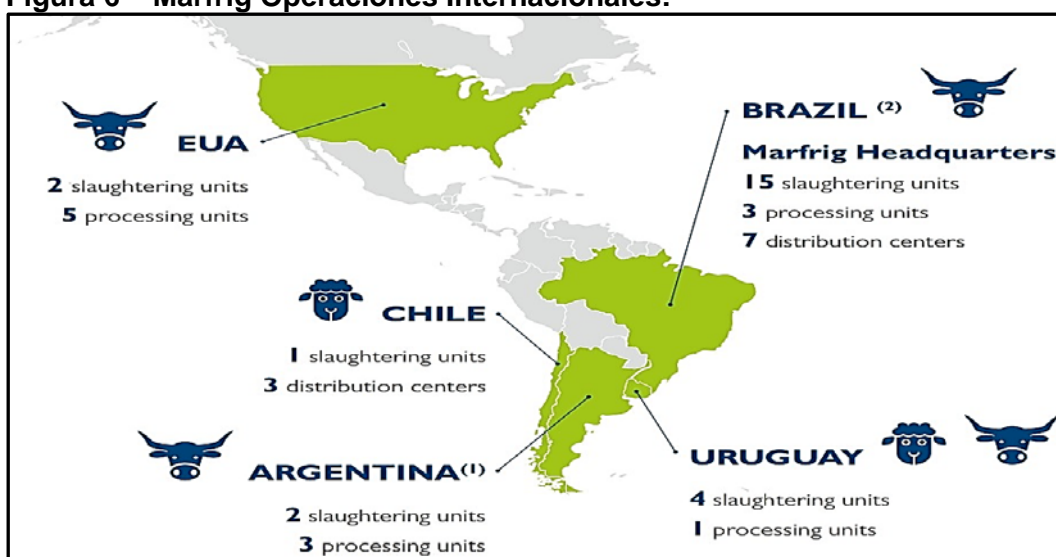 Figura 6 – Marfrig Operaciones Internacionales.
EUA
2 slaughtering units
5 processing units
BRAZIL (2)
Marfrig Headquarters
15 slaughtering units
3 processing units
7 distribution centers
CHILE
1 slaughtering units
3 distribution centers
ARGENTINA(1)
2 slaughtering units
3 processing units
URUGUAY
4 slaughtering units
1 processing units